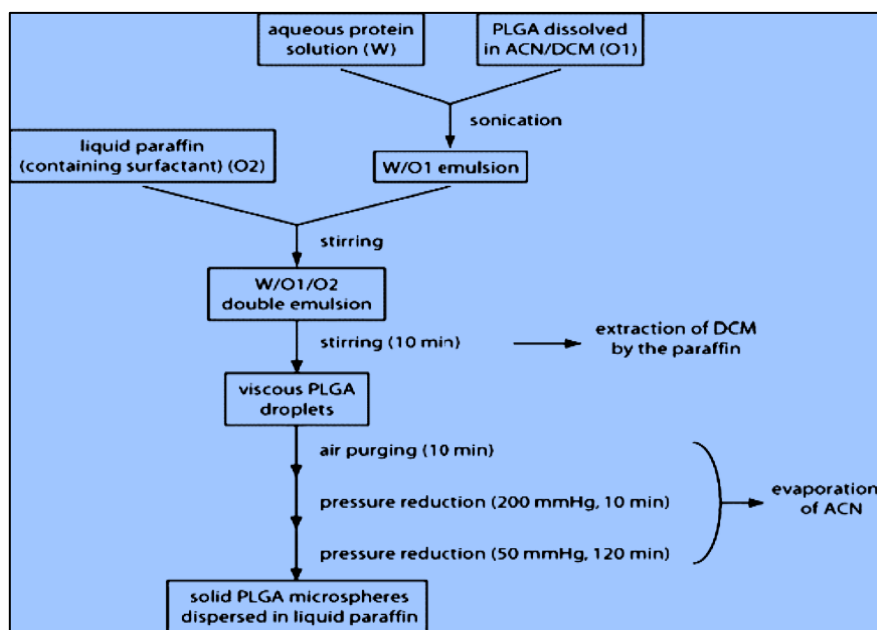 aqueous protein
solution (W)
PLGA dissolved
in ACN/DCM (O1)
sonication
liquid paraffin
(containing surfactant) (O2)
W/O1 emulsion
stirring
W/O1/O2
double emulsion
stirring (10 min)
extraction of DCM
by the paraffin
viscous PLGA
droplets
air purging (10 min)
pressure reduction (200 mmHg, 10 min)
evaporation
of ACN
pressure reduction (50 mmHg, 120 min)
solid PLGA microspheres
dispersed in liquid paraffin